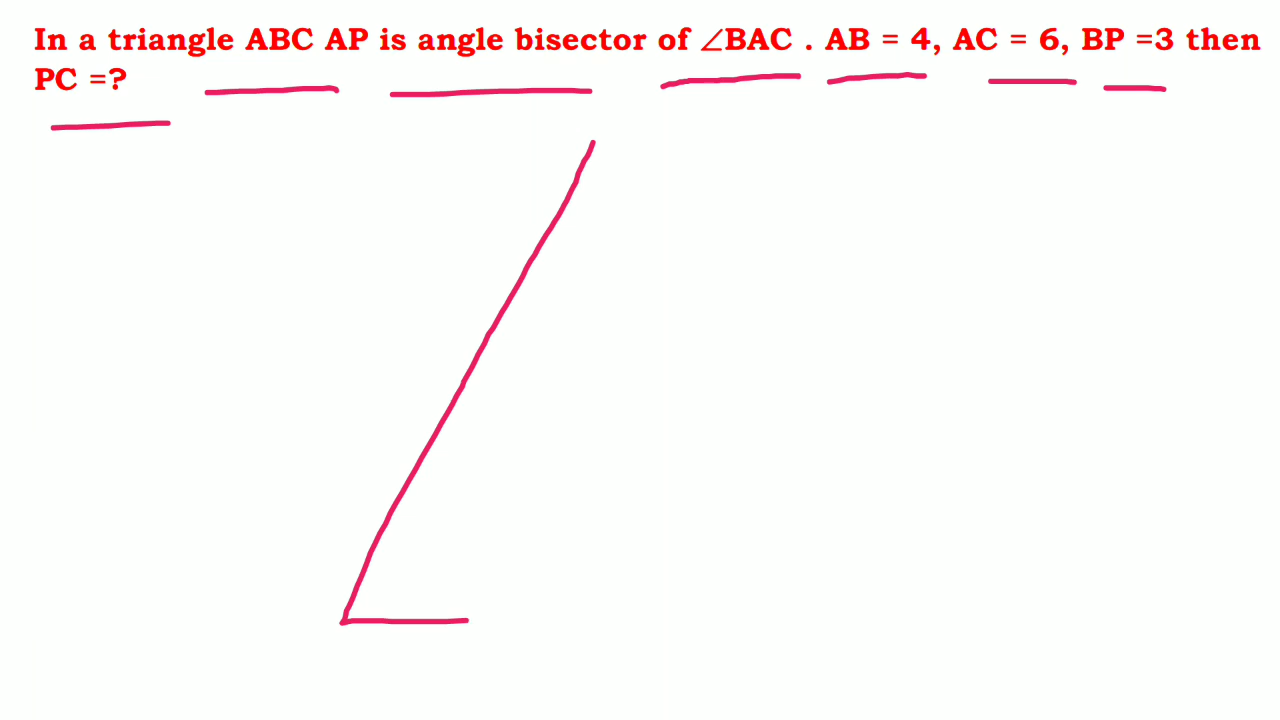 In a triangle ABC AP is angle bisector of ∠BAC . AB = 4, AC = 6, BP =3 then
PC =?